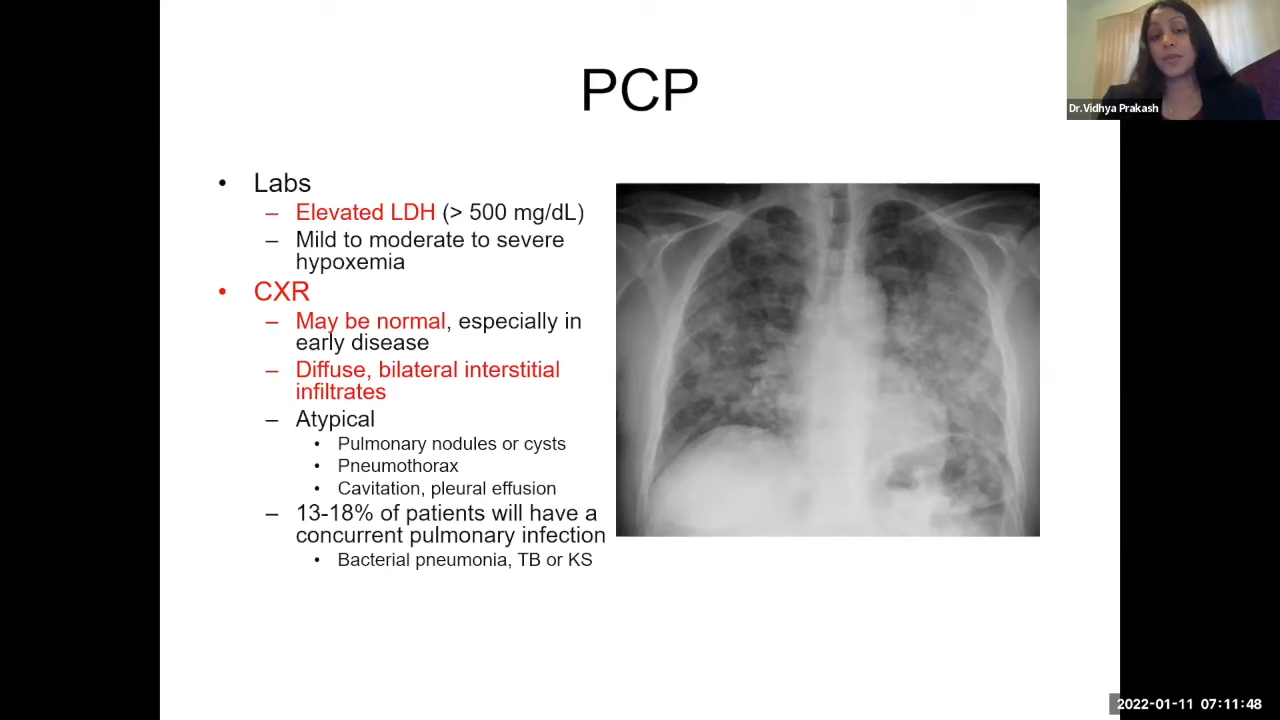 PCP
Dr.Vidhya Prakash
• Labs
– Elevated LDH (> 500 mg/dL)
– Mild to moderate to severe
hypoxemia
• CXR
– May be normal, especially in
early disease
– Diffuse, bilateral interstitial
infiltrates
– Atypical
• Pulmonary nodules or cysts
• Pneumothorax
• Cavitation, pleural effusion
– 13-18% of patients will have a
concurrent pulmonary infection
• Bacterial pneumonia, TB or KS
2022-01-11 07:11:48